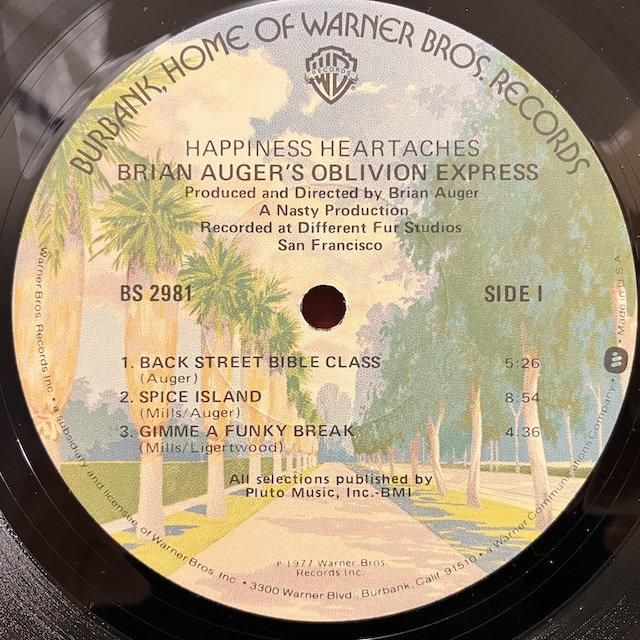 BURBANK, HOME OF WARNER BROS. RECORDS
RECORDS
HAPPINESS HEARTACHES
BRIAN AUGER'S OBLIVION EXPRESS
Produced and Directed by Brian Auger
A Nasty Production
Recorded at Different Fur Studios
San Francisco
BS 2981
SIDE I
1. BACK STREET BIBLE CLASS 5:26
(Auger)
2. SPICE ISLAND 8:54
(Mills/Auger)
3. GIMME A FUNKY BREAK 4:36
(Mills/Ligertwood)
All selections published by
Pluto Music, Inc.-BMI
℗ 1977 Warner Bros.
Records Inc.
Warner Bros. Records Inc. • a subsidiary and licensee of Warner Bros. Inc. • 3300 Warner Blvd., Burbank, Calif. 91510 • a Warner Communications Company • Made in U.S.A.